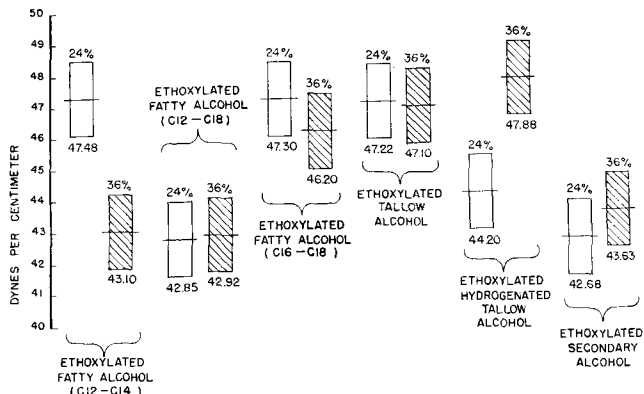 50
49
48
47
46
45
44
43
42
41
40
DYNES PER CENTIMETER
24%
47.48
36%
43.10
ETHOXYLATED
FATTY ALCOHOL
(C12-C14)
ETHOXYLATED
FATTY ALCOHOL
(C12-C18)
24%
42.85
36%
42.92
24%
47.30
36%
46.20
ETHOXYLATED
FATTY ALCOHOL
(C16-C18)
24%
47.22
36%
47.10
ETHOXYLATED
TALLOW
ALCOHOL
24%
44.20
36%
47.88
ETHOXYLATED
HYDROGENATED
TALLOW
ALCOHOL
24%
42.68
36%
43.63
ETHOXYLATED
SECONDARY
ALCOHOL